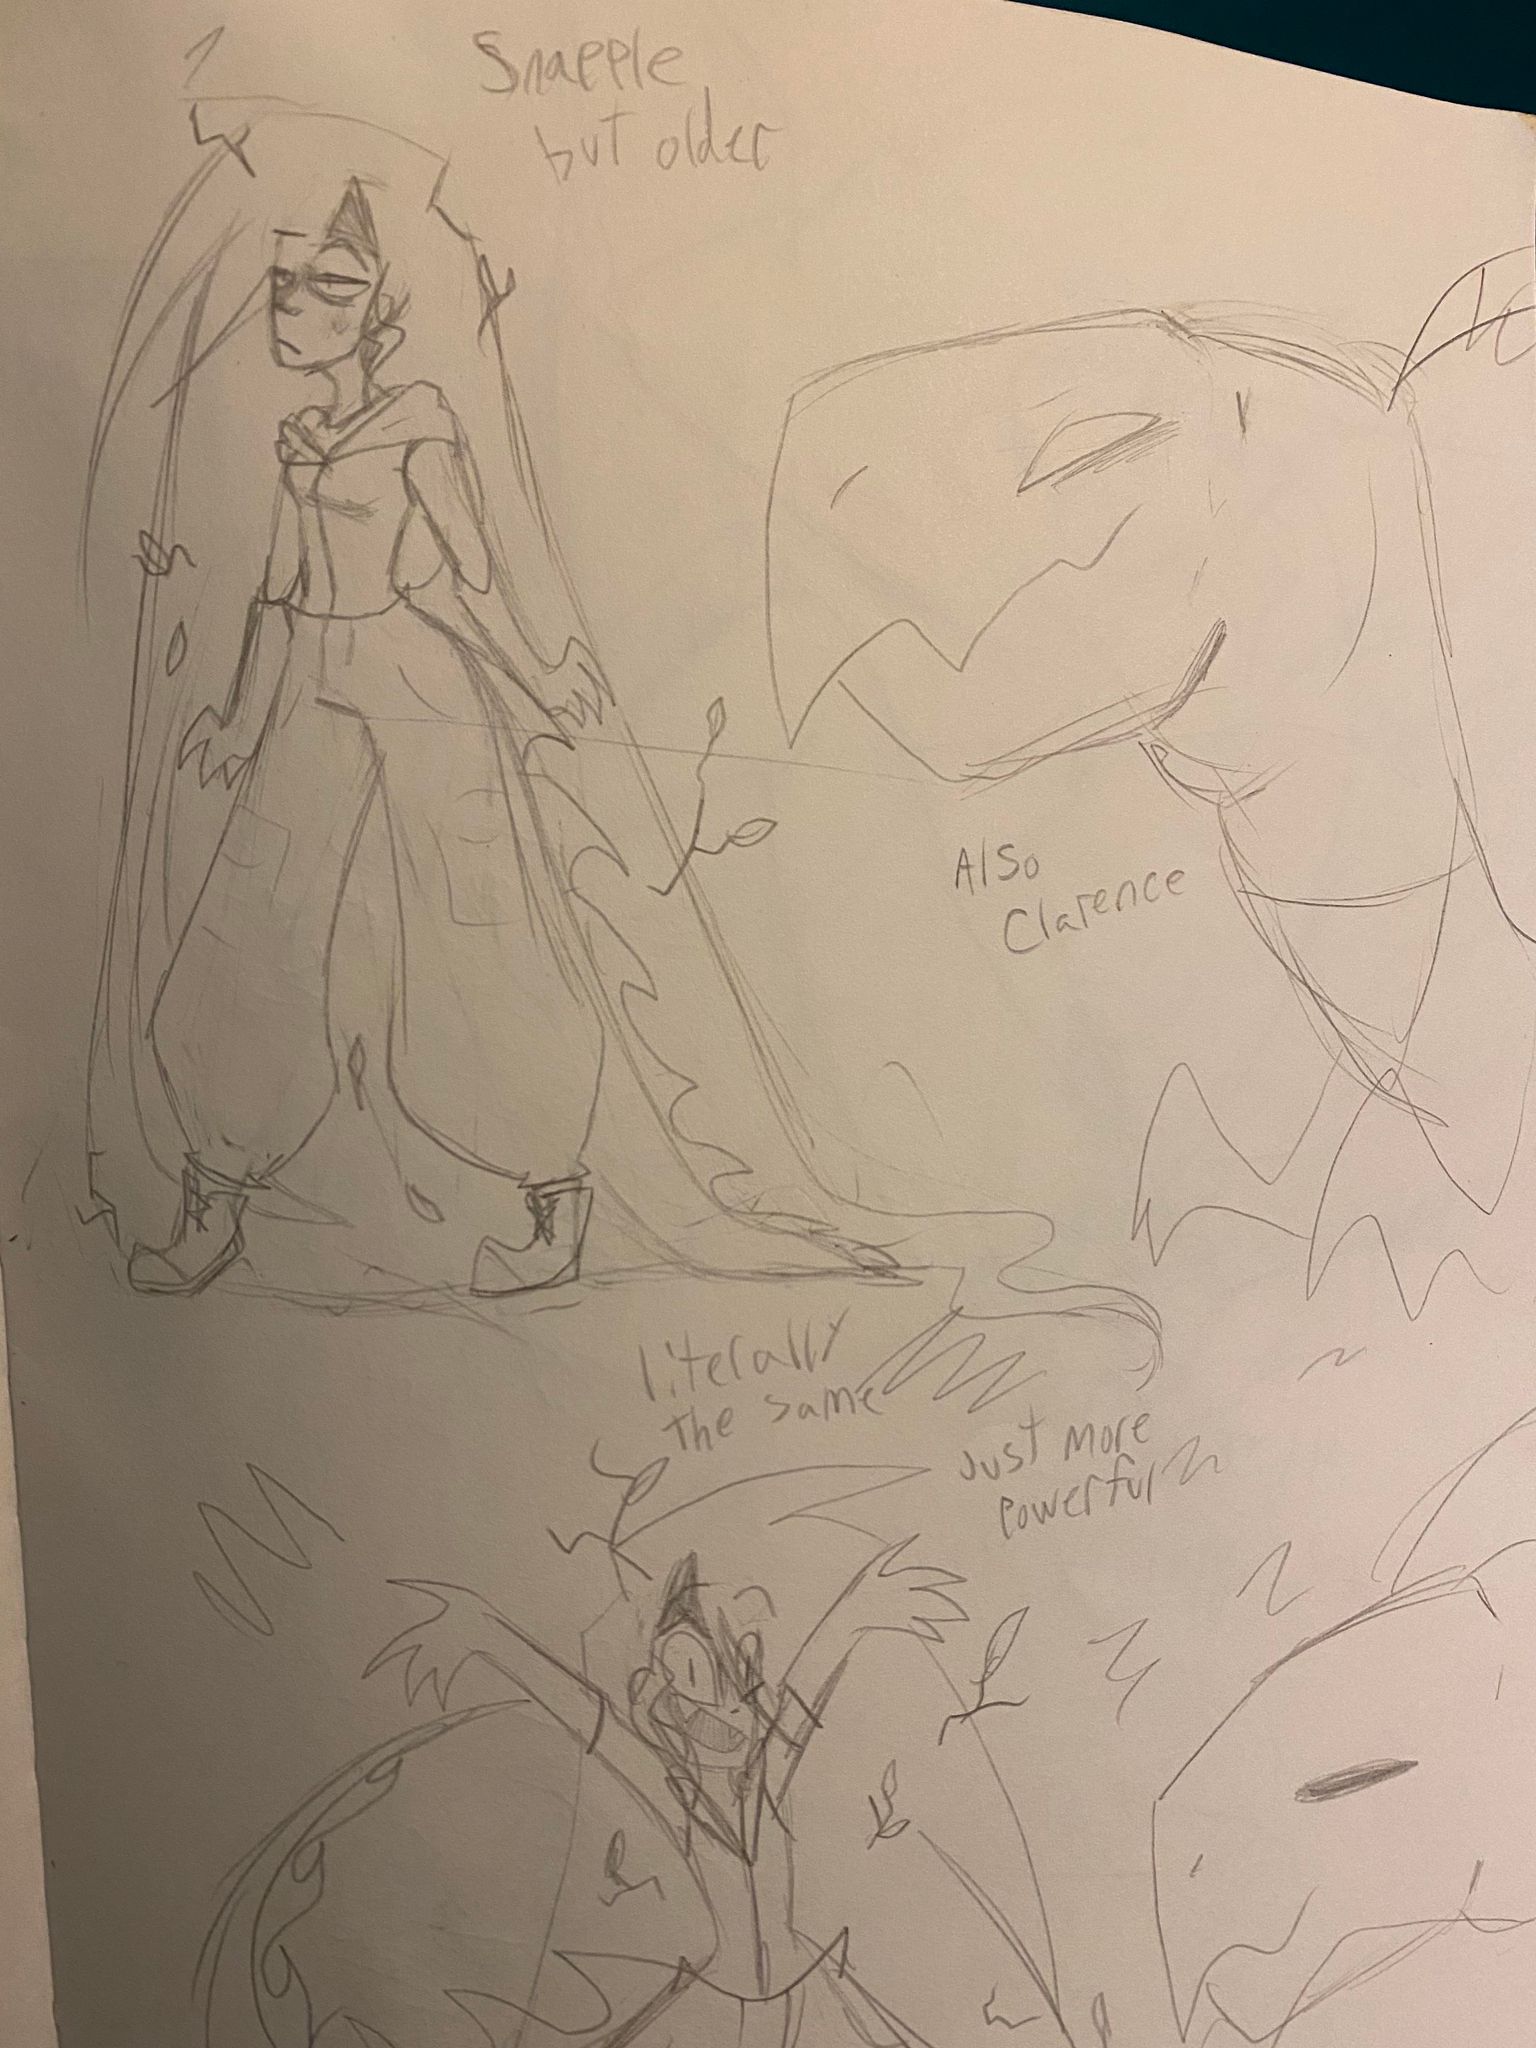 Snapple
but older
Also
Clarence
Literally
the same
Just more
powerful